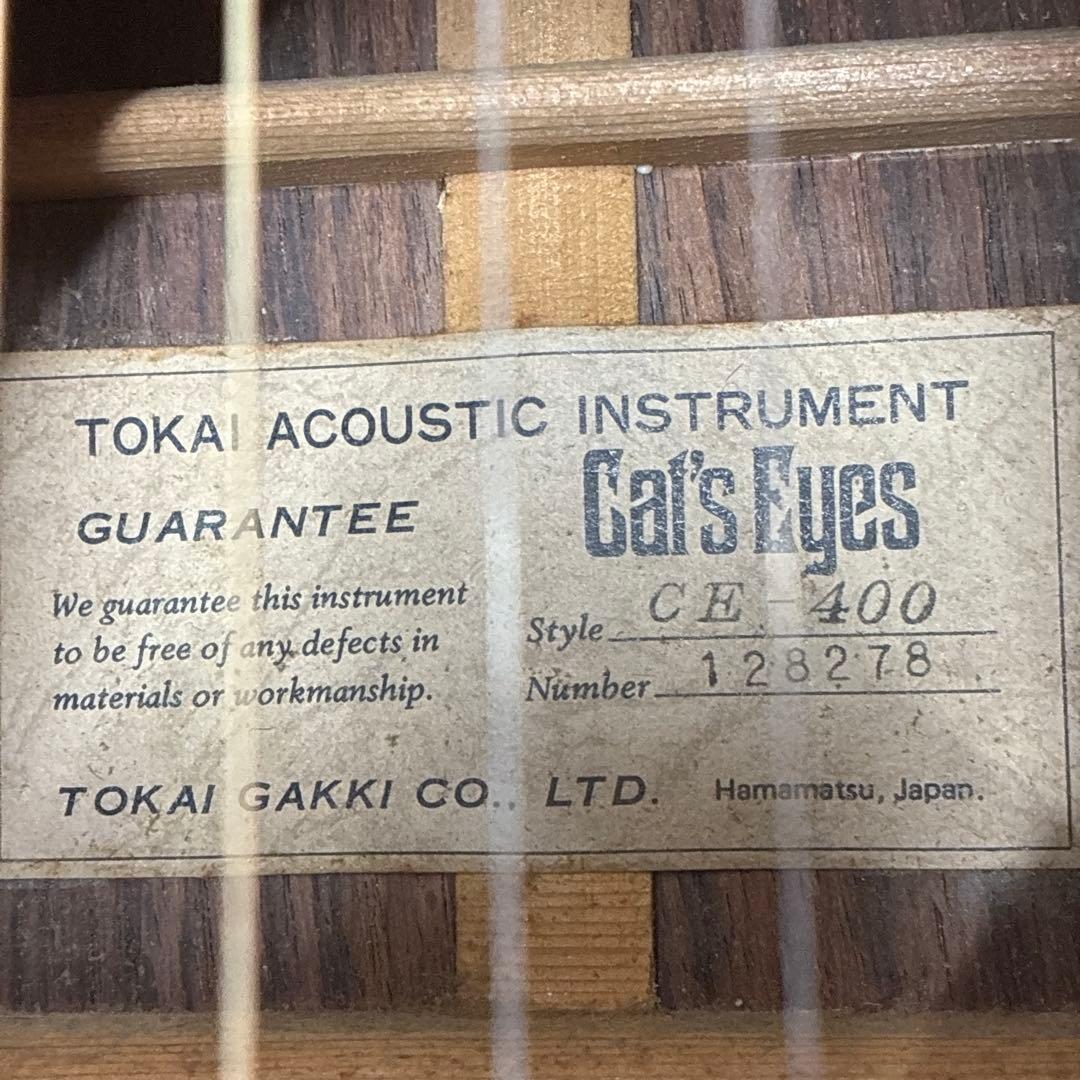 TOKAI ACOUSTIC INSTRUMENT
GUARANTEE
Cat's Eyes
We guarantee this instrument
to be free of any defects in
materials or workmanship.
Style CE-400
Number 128278
TOKAI GAKKI CO., LTD. Hamamatsu, Japan.